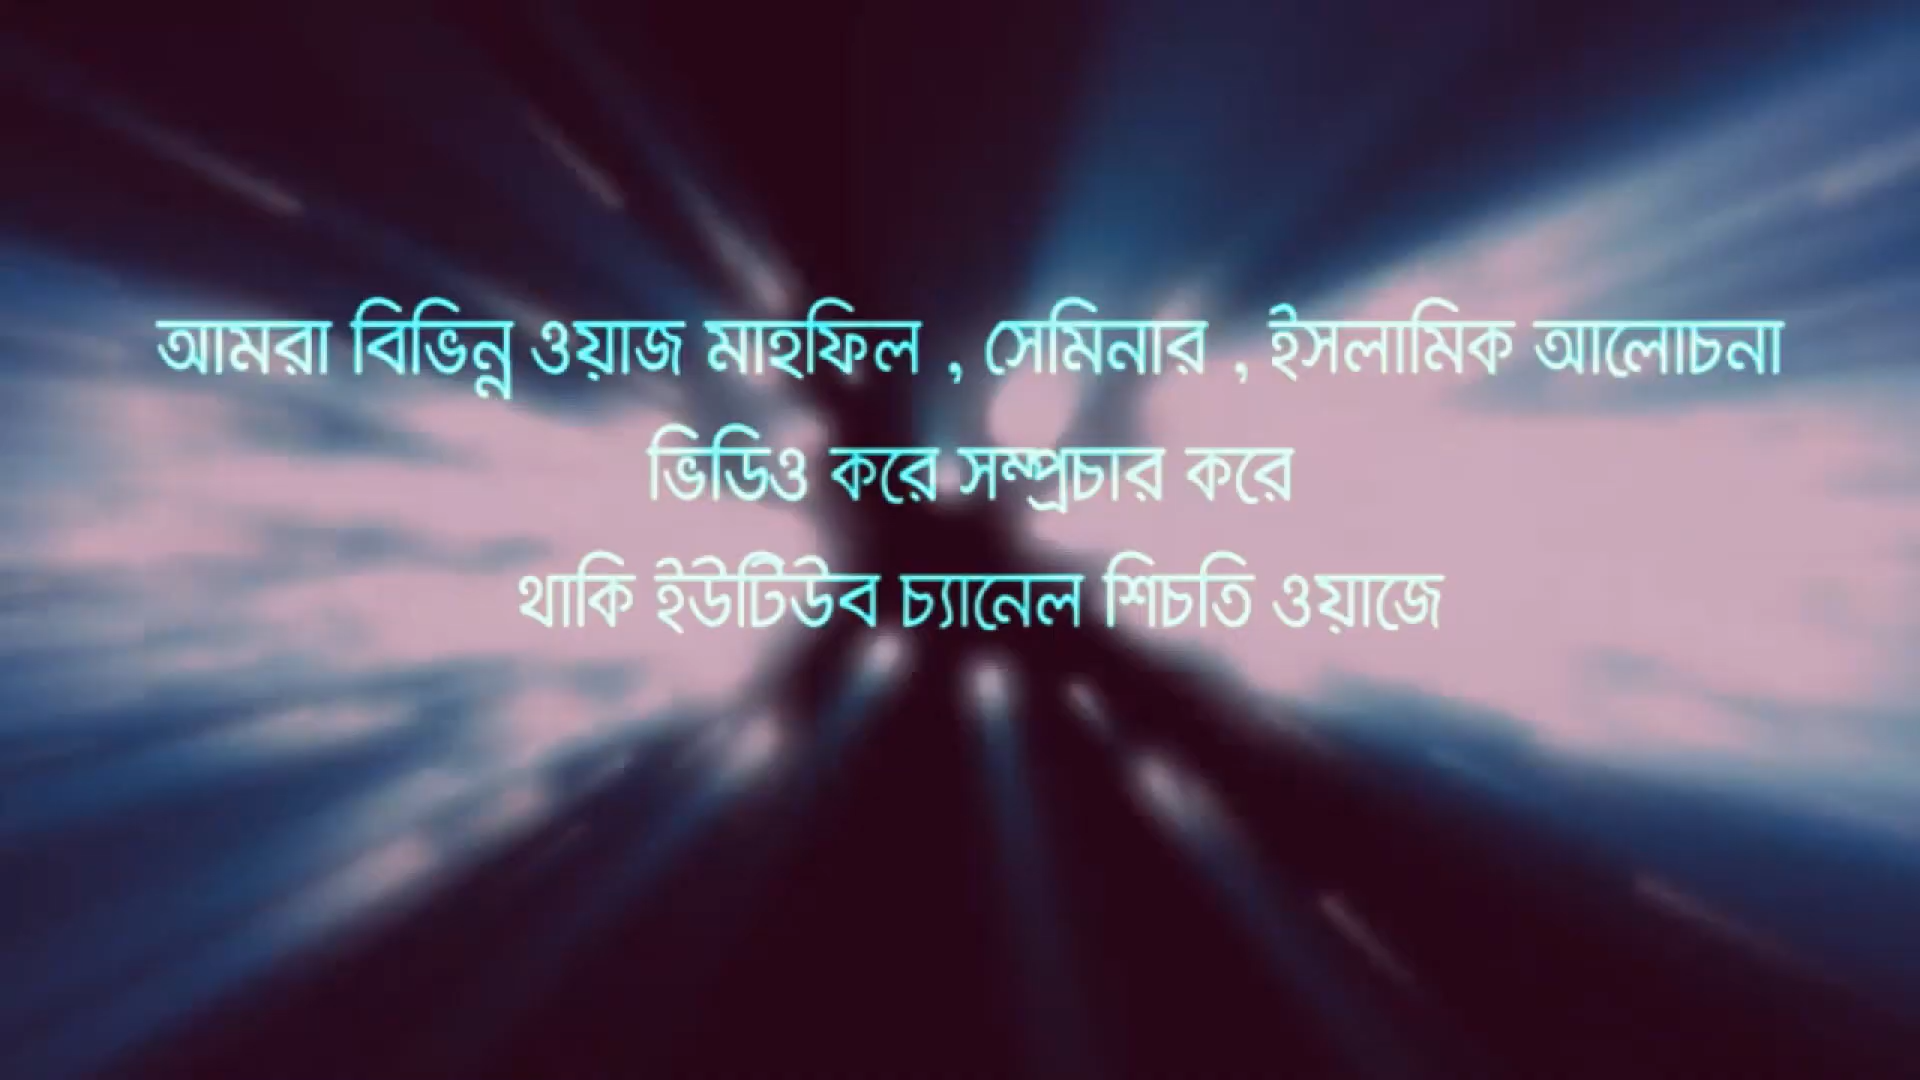 আমরা বিভিন্ন ওয়াজ মাহফিল , সেমিনার , ইসলামিক আলোচনা
ভিডিও করে সম্প্রচার করে
থাকি ইউটিউব চ্যানেল শিচতি ওয়াজে